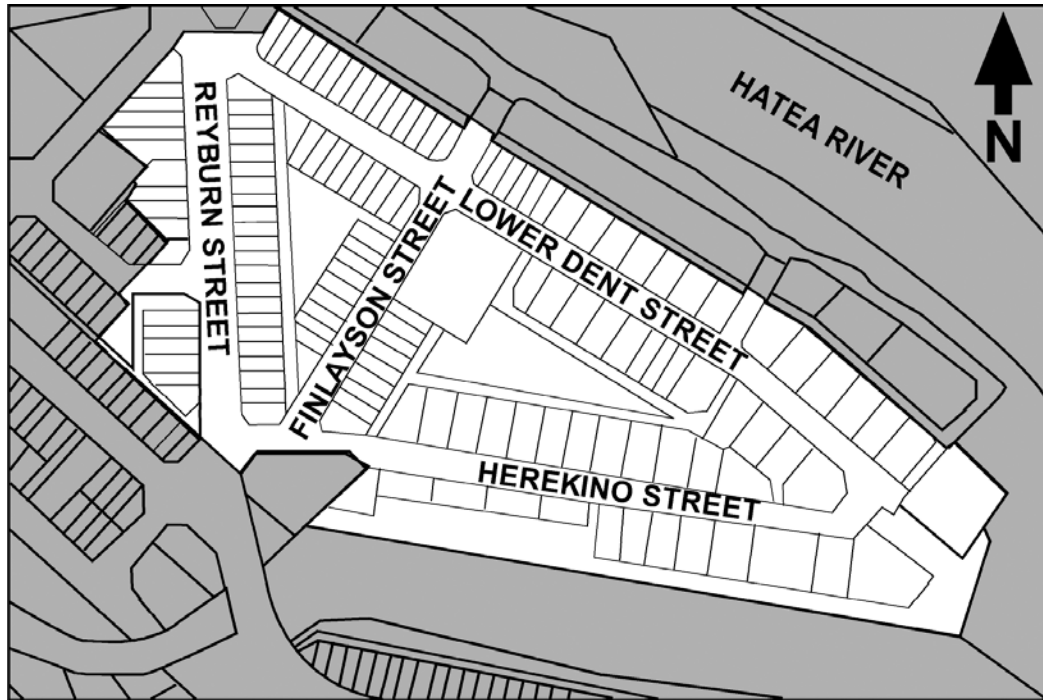 HATEA RIVER
N
REYBURN STREET
FINLAYSON STREET
LOWER DENT STREET
HEREKINO STREET